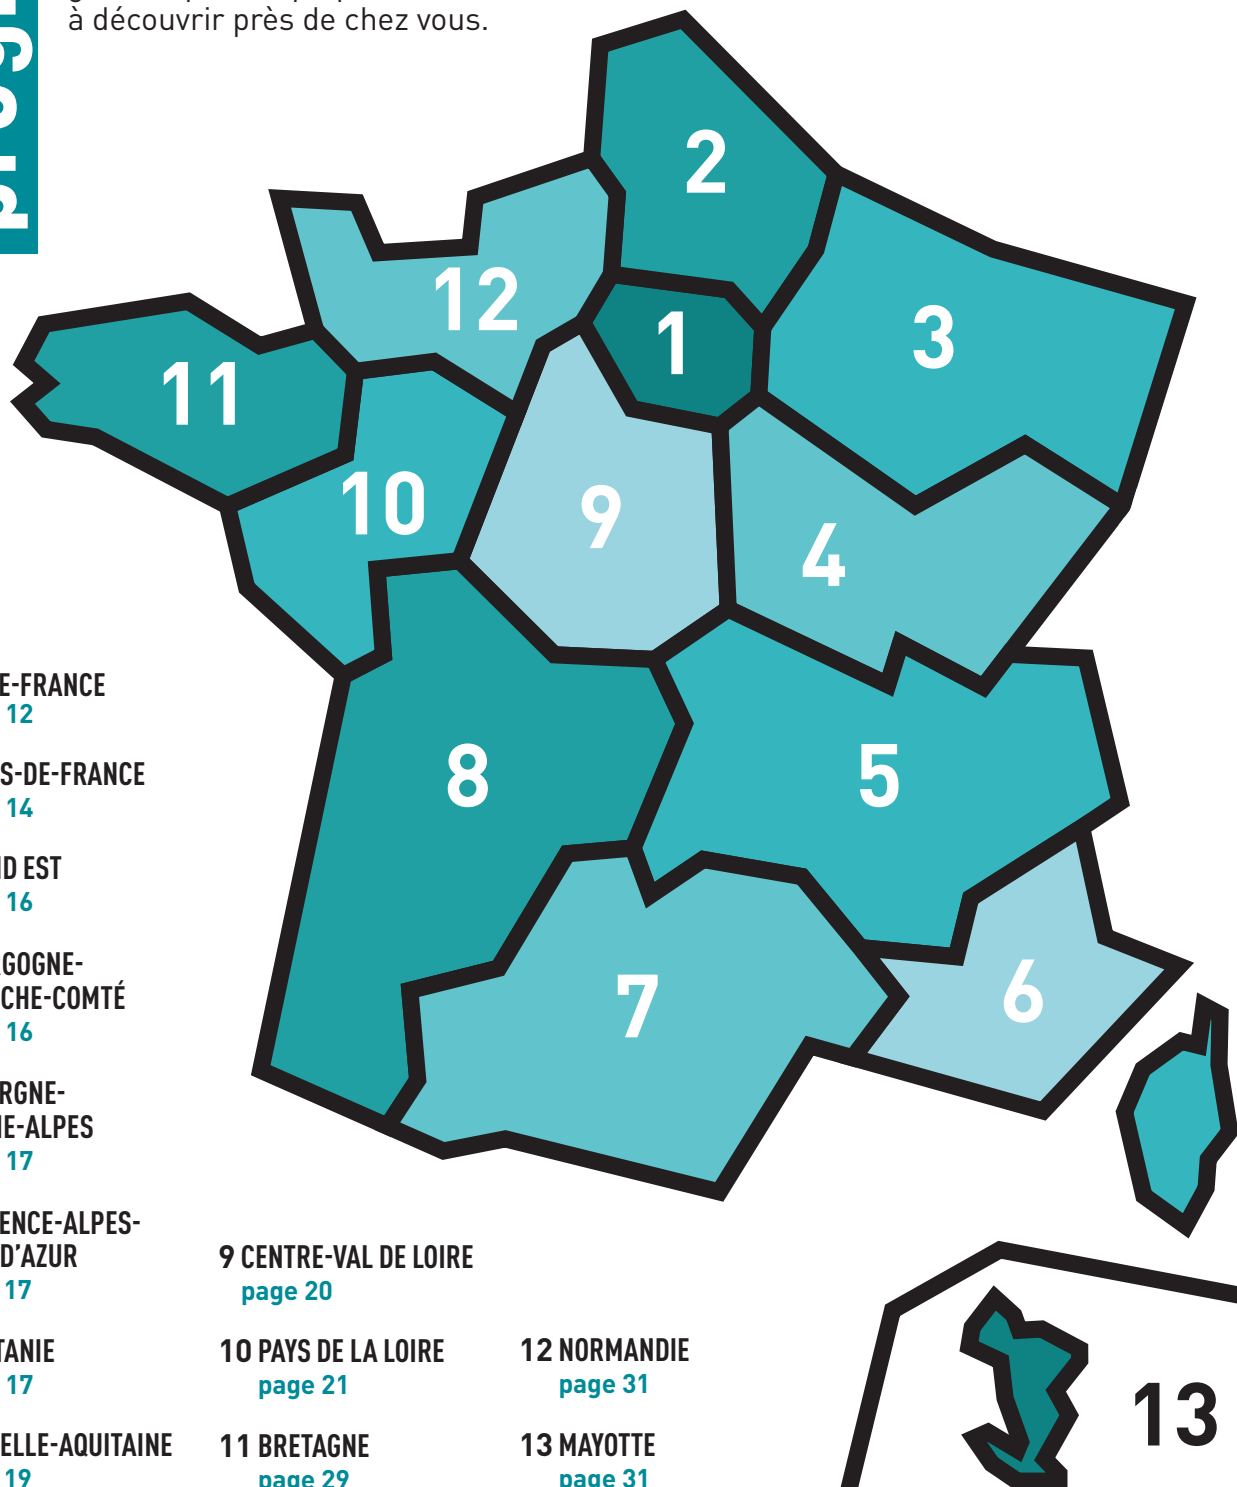 à découvrir près de chez vous.
2
12
1
3
11
10
9
4
8
5
7
6
E-FRANCE
12
S-DE-FRANCE
14
D EST
16
GOGNE-
CHE-COMTÉ
16
RGNE-
E-ALPES
17
ENCE-ALPES-
D'AZUR
17
TANIE
17
ELLE-AQUITAINE
19
9 CENTRE-VAL DE LOIRE
page 20
10 PAYS DE LA LOIRE
page 21
11 BRETAGNE
page 29
12 NORMANDIE
page 31
13 MAYOTTE
page 31
13